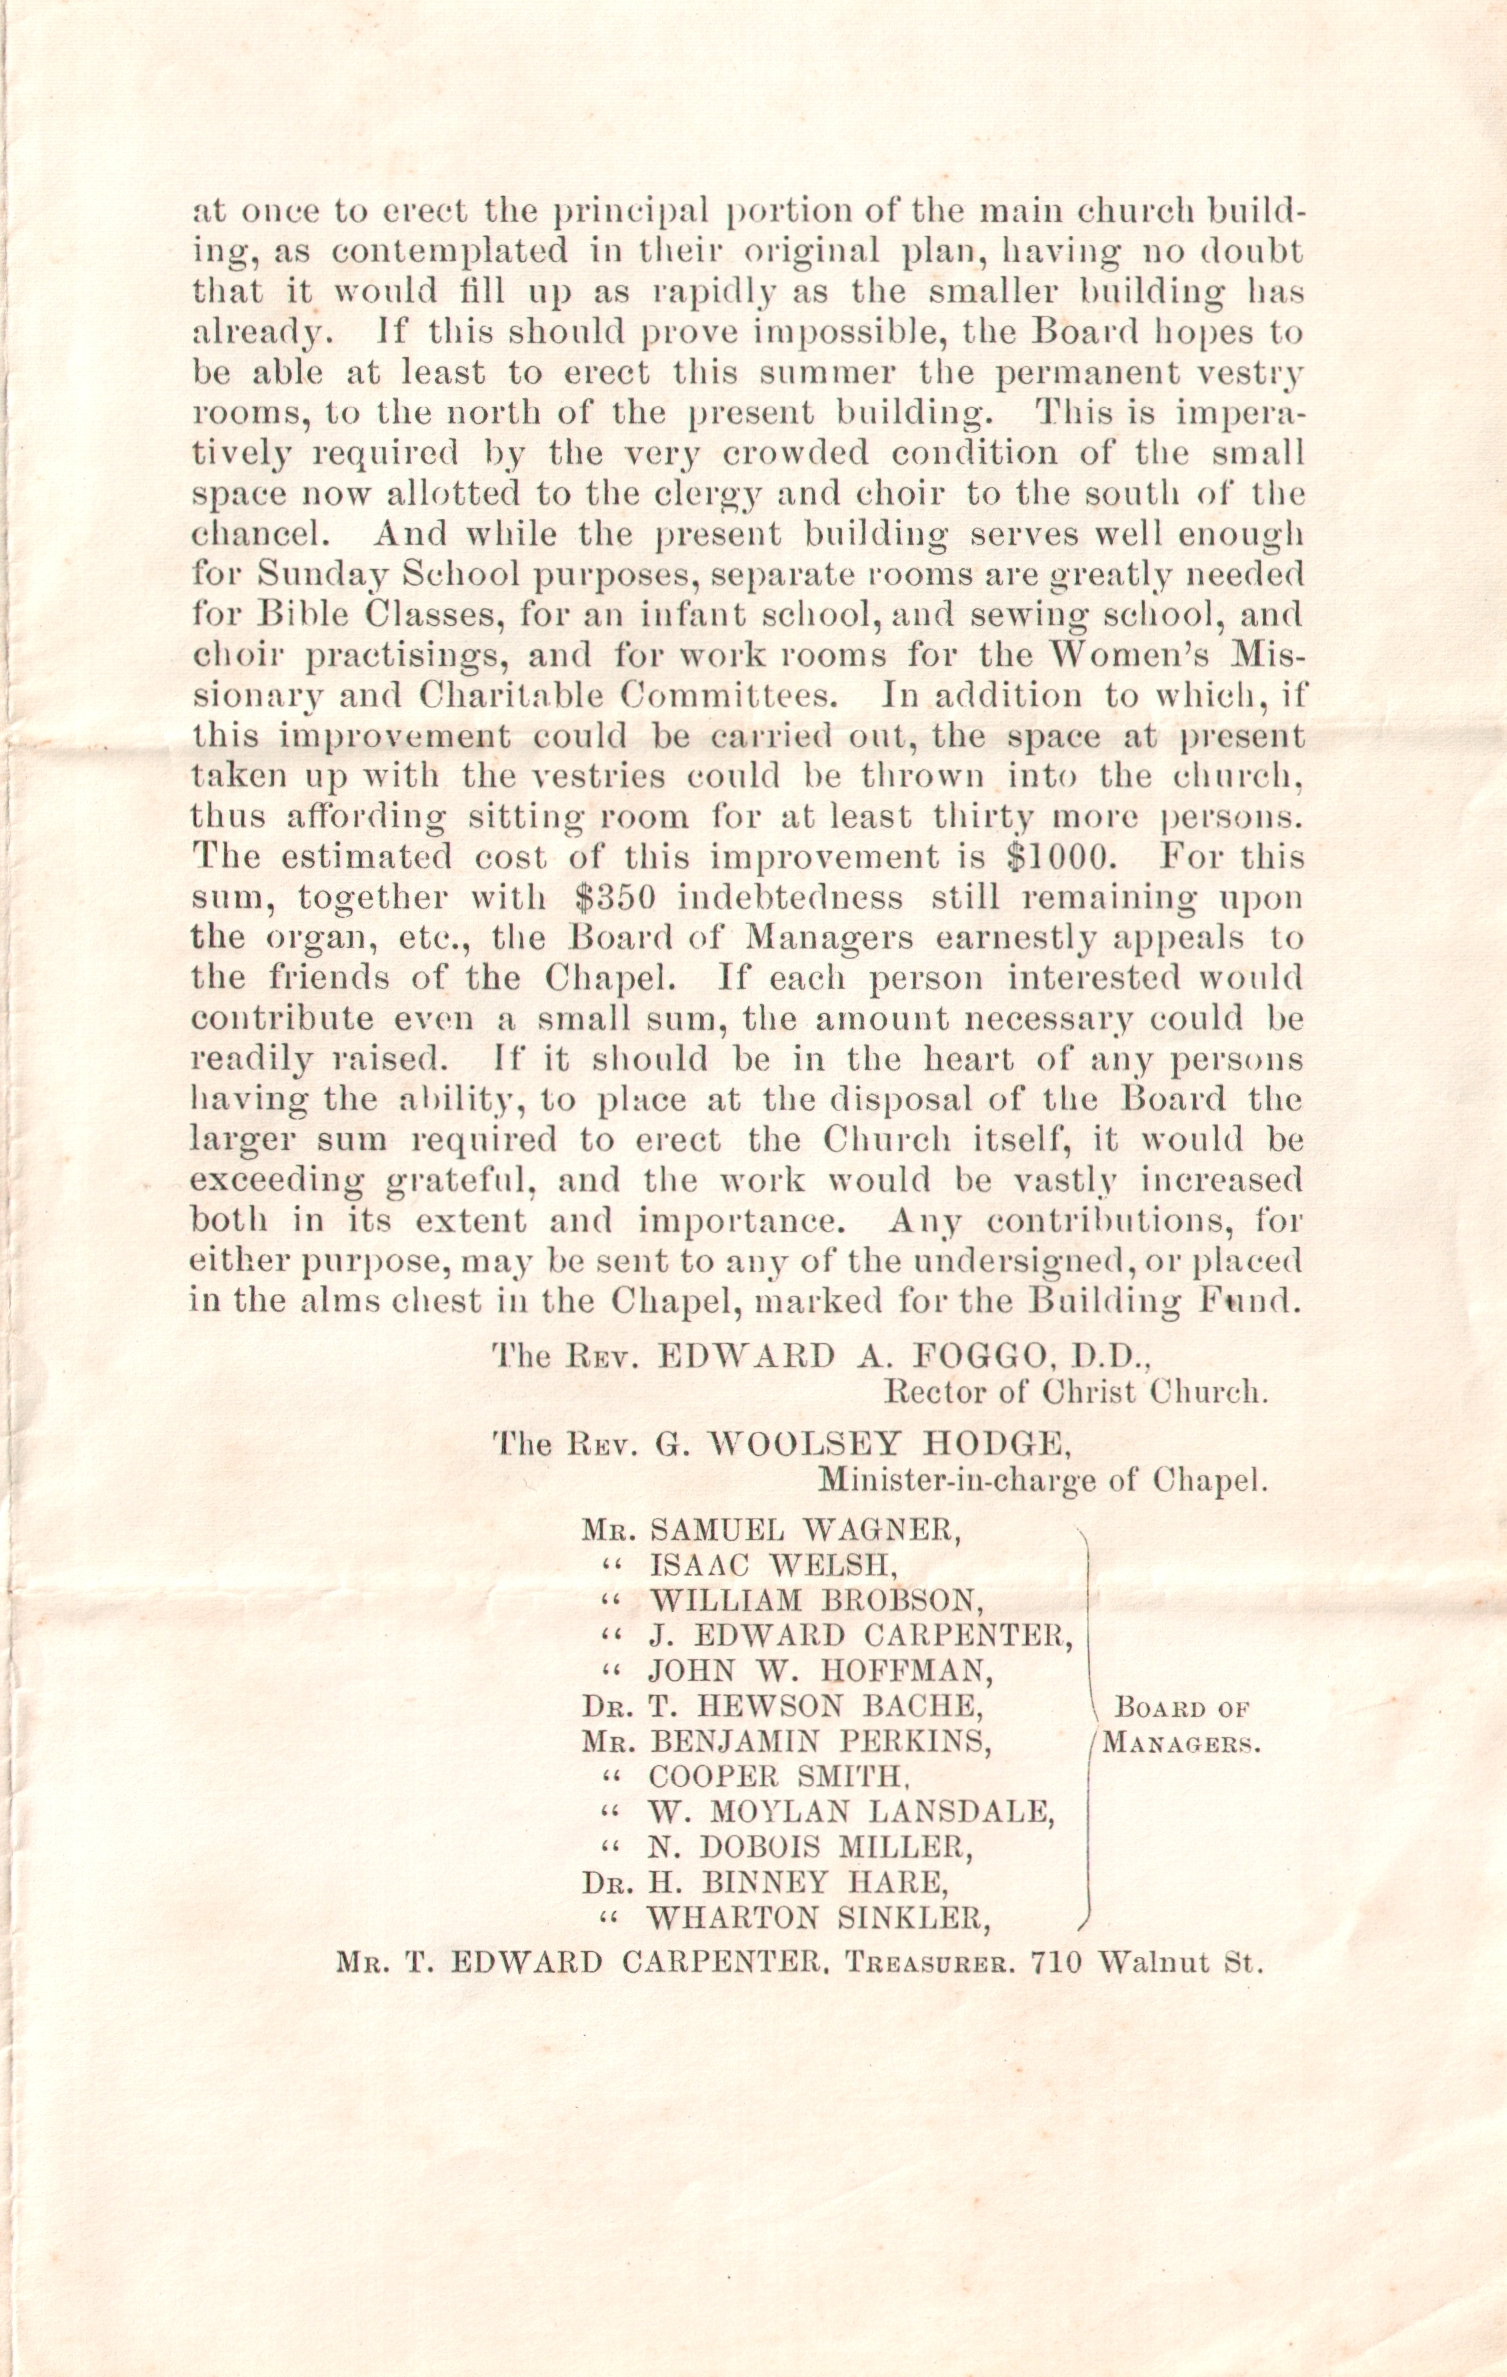 at once to erect the principal portion of the main church build-
ing, as contemplated in their original plan, having no doubt
that it would fill up as rapidly as the smaller building has
already. If this should prove impossible, the Board hopes to
be able at least to erect this summer the permanent vestry
rooms, to the north of the present building. This is impera-
tively required by the very crowded condition of the small
space now allotted to the clergy and choir to the south of the
chancel. And while the present building serves well enough
for Sunday School purposes, separate rooms are greatly needed
for Bible Classes, for an infant school, and sewing school, and
choir practisings, and for work rooms for the Women's Mis-
sionary and Charitable Committees. In addition to which, if
this improvement could be carried out, the space at present
taken up with the vestries could be thrown into the church,
thus affording sitting room for at least thirty more persons.
The estimated cost of this improvement is $1000. For this
sum, together with $350 indebtedness still remaining upon
the organ, etc., the Board of Managers earnestly appeals to
the friends of the Chapel. If each person interested would
contribute even a small sum, the amount necessary could be
readily raised. If it should be in the heart of any persons
having the ability, to place at the disposal of the Board the
larger sum required to erect the Church itself, it would be
exceeding grateful, and the work would be vastly increased
both in its extent and importance. Any contributions, for
either purpose, may be sent to any of the undersigned, or placed
in the alms chest in the Chapel, marked for the Building Fund.
The REV. EDWARD A. FOGGO, D.D.,
Rector of Christ Church.
The REV. G. WOOLSEY HODGE,
Minister-in-charge of Chapel.
MR. SAMUEL WAGNER,
“ ISAAC WELSH,
“ WILLIAM BROBSON,
“ J. EDWARD CARPENTER,
“ JOHN W. HOFFMAN,
DR. T. HEWSON BACHE,
MR. BENJAMIN PERKINS,
“ COOPER SMITH,
“ W. MOYLAN LANSDALE,
“ N. DOBOIS MILLER,
DR. H. BINNEY HARE,
“ WHARTON SINKLER,
BOARD OF
MANAGERS.
MR. T. EDWARD CARPENTER, TREASURER. 710 Walnut St.